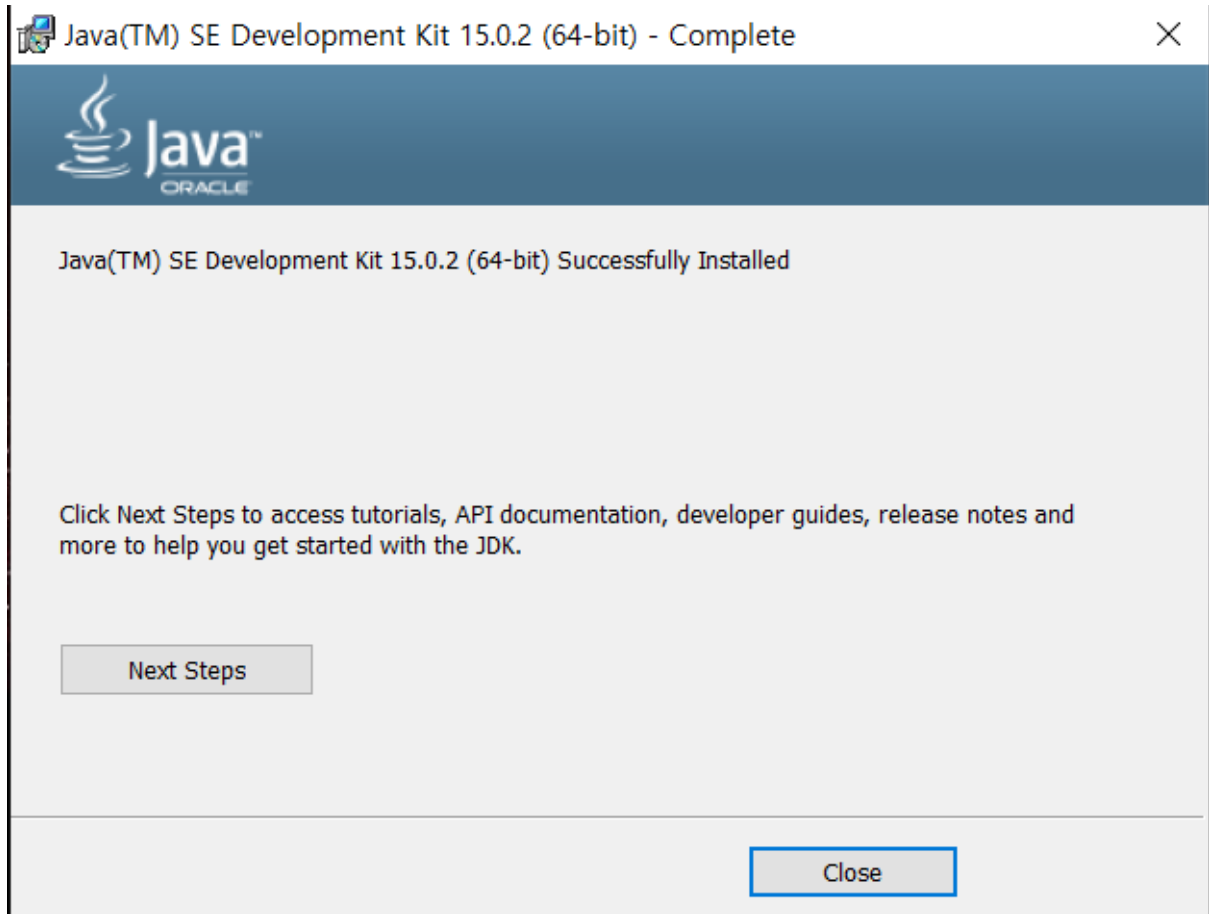 Java(TM) SE Development Kit 15.0.2 (64-bit) - Complete
Java™
ORACLE
Java(TM) SE Development Kit 15.0.2 (64-bit) Successfully Installed
Click Next Steps to access tutorials, API documentation, developer guides, release notes and
more to help you get started with the JDK.
Next Steps
Close